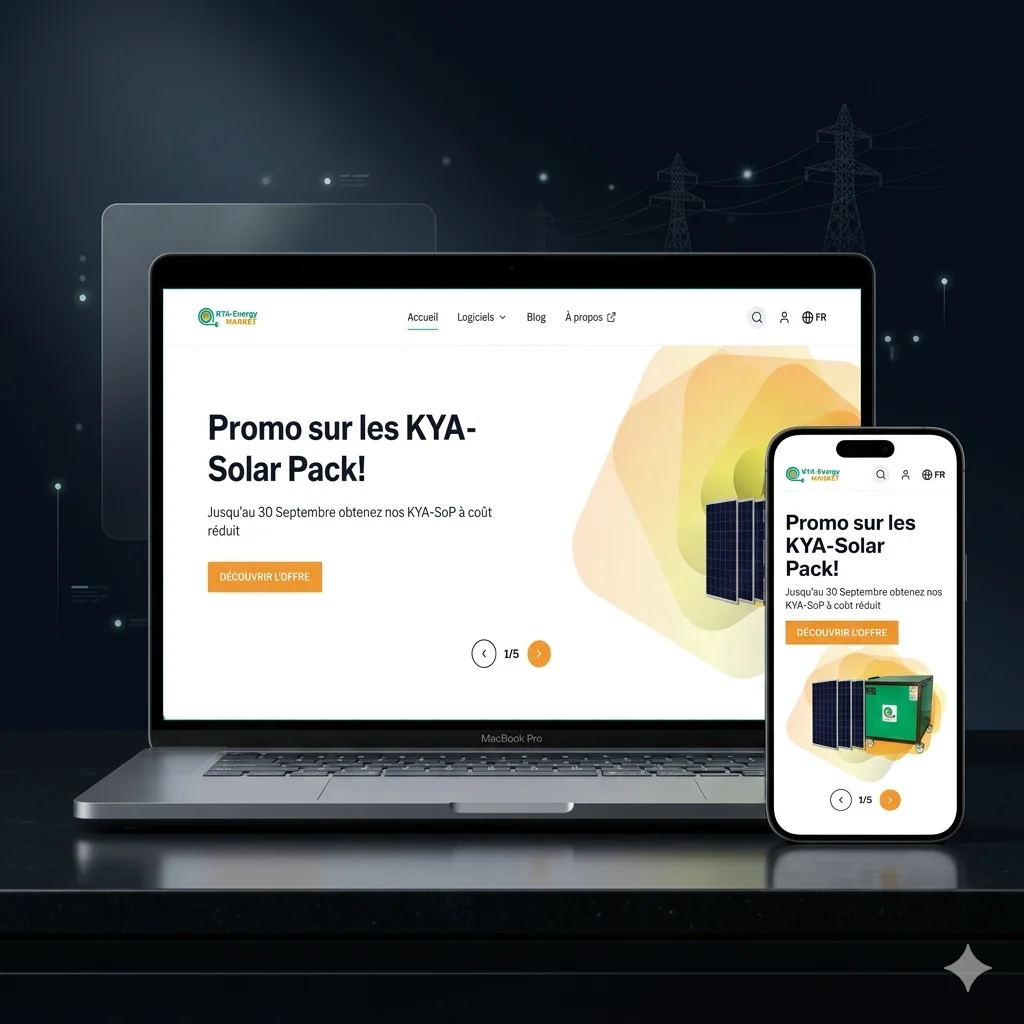 RTA-Energy
MARKET
Accueil
Logiciels
Blog
À propos
FR
Promo sur les KYA-
Solar Pack!
Jusqu'au 30 Septembre obtenez nos KYA-SoP à coût
réduit
DÉCOUVRIR L'OFFRE
1/5
MacBook Pro
MARKET
FR
Promo sur les
KYA-Solar
Pack!
Jusqu'au 30 Septembre obtenez nos
KYA-SoP à cobt réduit
DÉCOUVRIR L'OFFRE
1/5